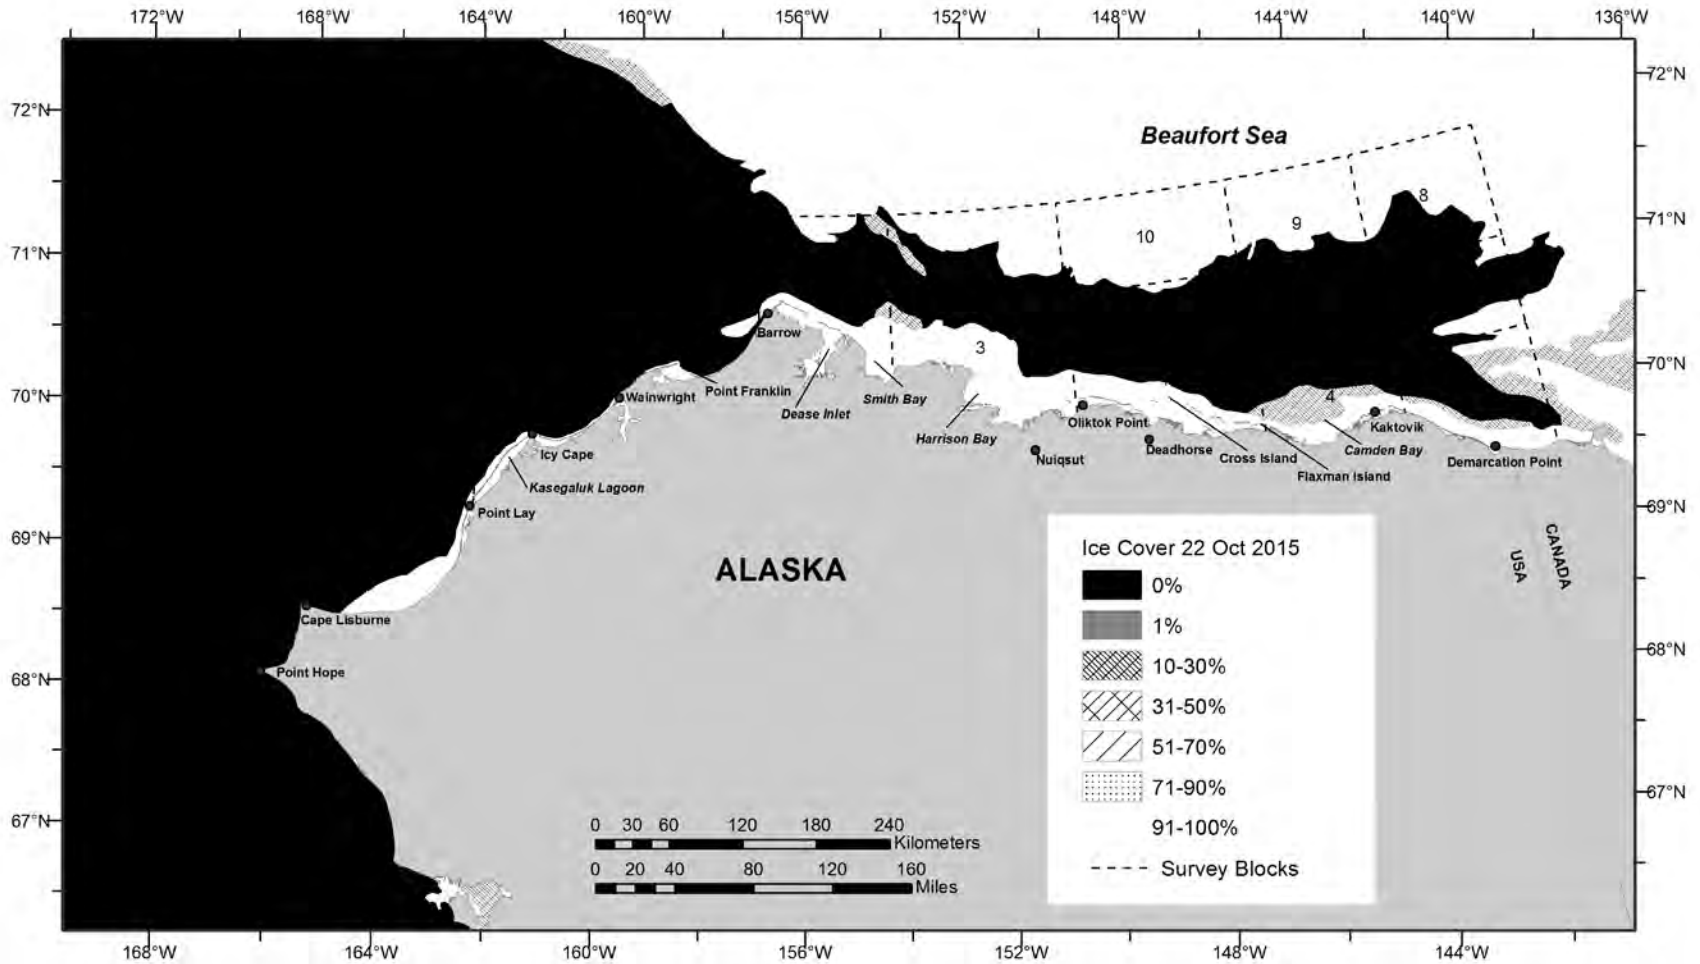 172°W 168°W 164°W 160°W 156°W 152°W 148°W 144°W 140°W 136°W
72°N
72°N
Beaufort Sea
8
71°N
9
10
71°N
Barrow
3
70°N
Point Franklin
70°N
Wainwright
Smith Bay
4
Dease Inlet
Oliktok Point
Kaktovik
Harrison Bay
Icy Cape
Nuiqsut
Deadhorse
Cross Island
Camden Bay
Demarcation Point
Flaxman Island
Kasegaluk Lagoon
Point Lay
69°N
69°N
ALASKA
USA
CANADA
Cape Lisburne
68°N
Point Hope
68°N
67°N
67°N
Ice Cover 22 Oct 2015
0%
1%
10-30%
31-50%
51-70%
71-90%
91-100%
Survey Blocks
0 30 60 120 180 240
Kilometers
0 20 40 80 120 160
Miles
168°W 164°W 160°W 156°W 152°W 148°W 144°W